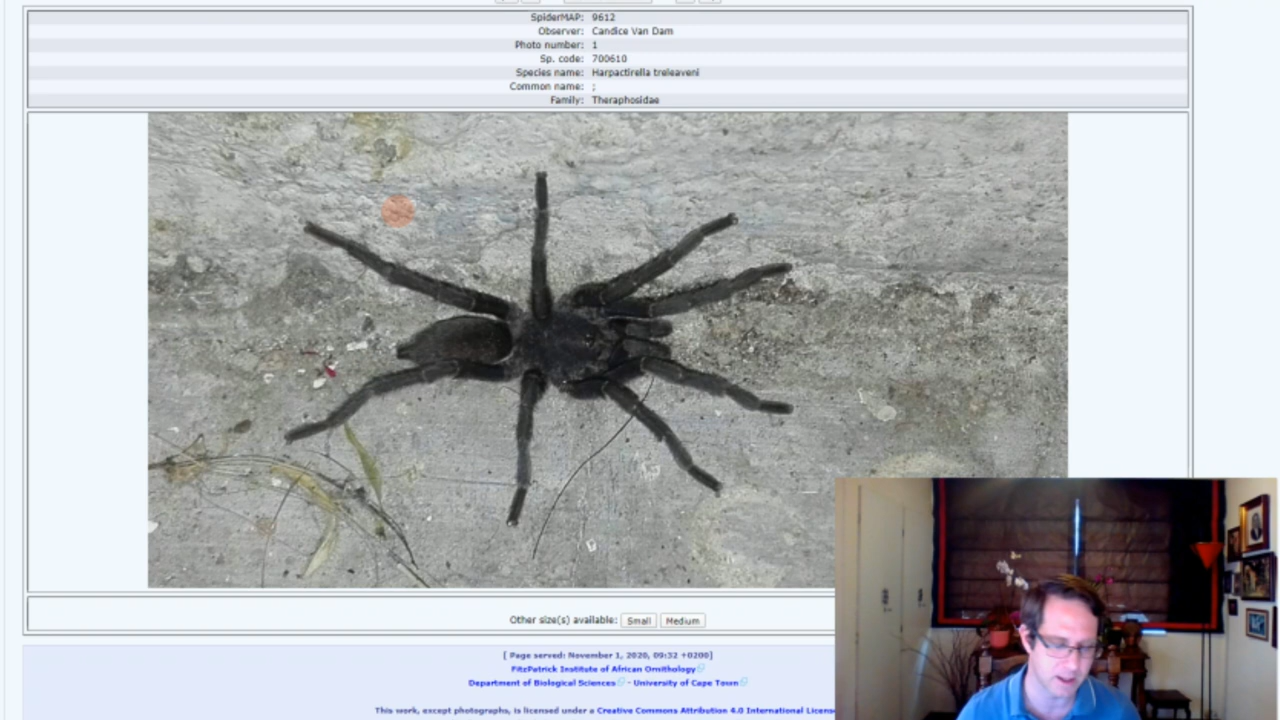 SpiderMAP: 9612
Observer: Candice Van Dam
Photo number: 1
Sp. code: 700610
Species name: Harpactirella treleaveni
Common name: ;
Family: Theraphosidae
Other size(s) available: Small Medium
[ Page served: November 1, 2020, 09:32 +0200]
FitzPatrick Institute of African Ornithology
Department of Biological Sciences - University of Cape Town
This work, except photographs, is licensed under a Creative Commons Attribution 4.0 International License